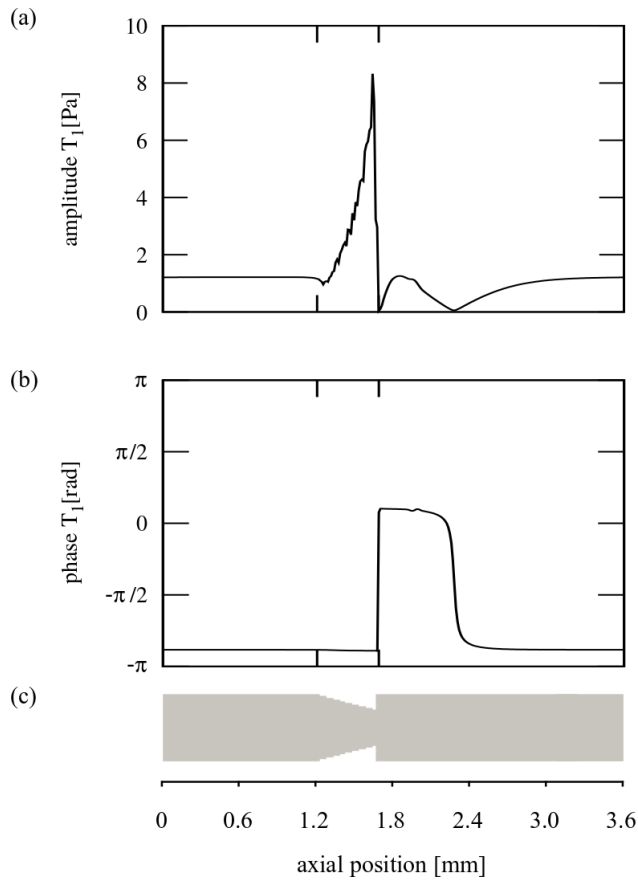 (a)
amplitude T₁[Pa]
10
8
6
4
2
0
(b)
phase T₁[rad]
π
π/2
0
-π/2
-π
(c)
0 0.6 1.2 1.8 2.4 3.0 3.6
axial position [mm]